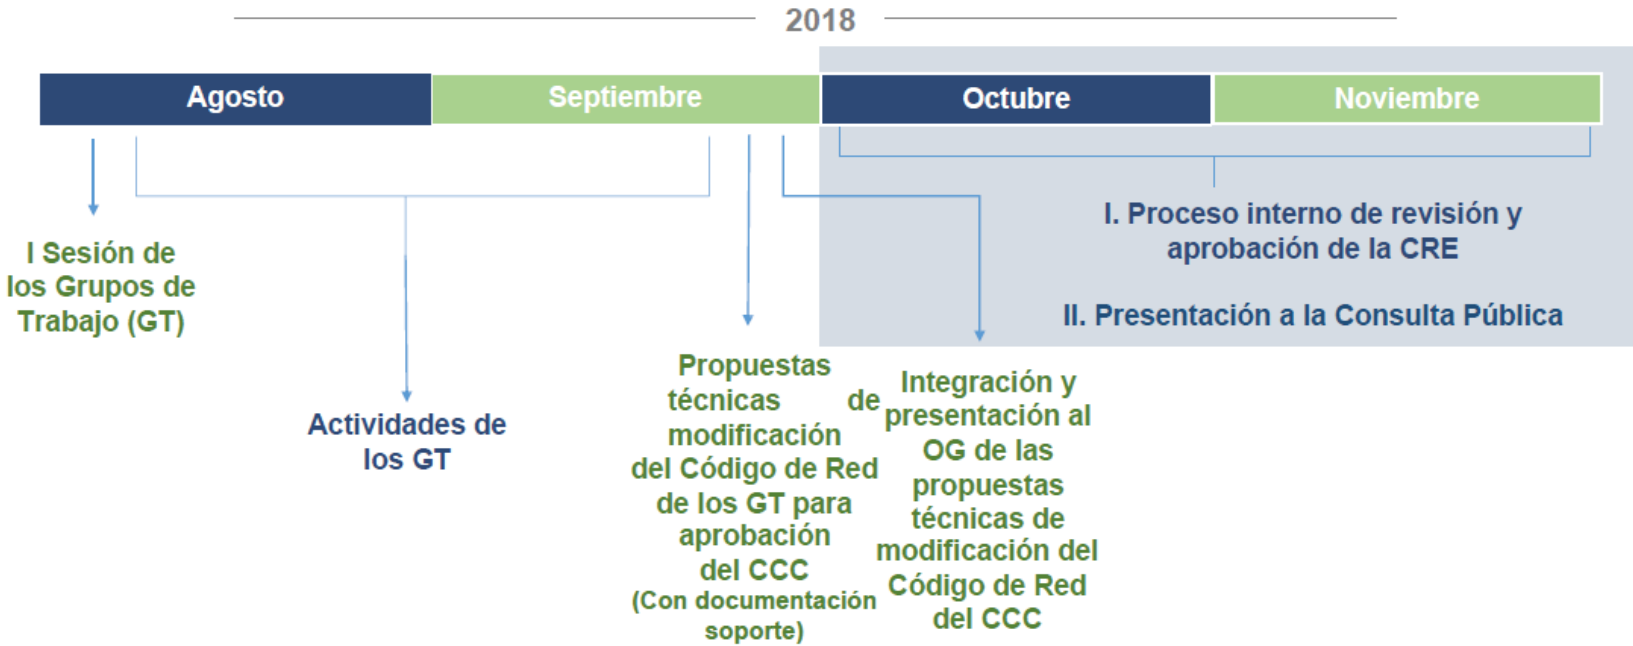 2018
Agosto
Septiembre
Octubre
Noviembre
I Sesión de
los Grupos de
Trabajo (GT)
Actividades de
los GT
Propuestas
técnicas de
modificación
del Código de Red
de los GT para
aprobación
del CCC
(Con documentación
soporte)
Integración y
presentación al
OG de las
propuestas
técnicas de
modificación del
Código de Red
del CCC
I. Proceso interno de revisión y
aprobación de la CRE
II. Presentación a la Consulta Pública